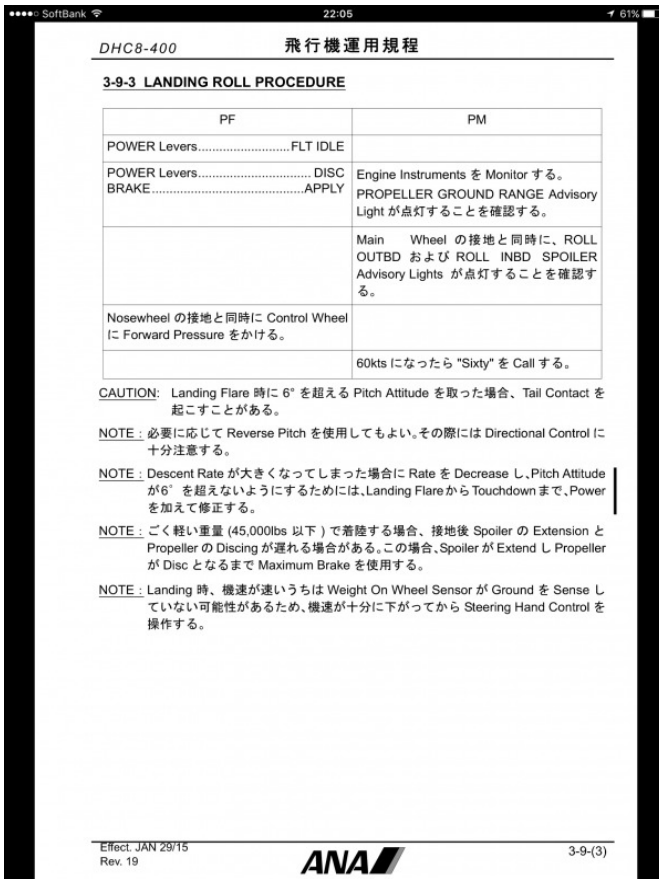 SoftBank 22:05 61%
DHC8-400 飛行機運用規程
3-9-3 LANDING ROLL PROCEDURE
PF PM
POWER Levers..........................FLT IDLE
POWER Levers................................ DISC
BRAKE...........................................APPLY
Engine Instruments を Monitor する。
PROPELLER GROUND RANGE Advisory
Light が点灯することを確認する。
Main Wheel の接地と同時に、ROLL
OUTBD および ROLL INBD SPOILER
Advisory Lights が点灯することを確認す
る。
Nosewheel の接地と同時に Control Wheel
に Forward Pressure をかける。
60kts になったら "Sixty" を Call する。
CAUTION: Landing Flare 時に 6° を超える Pitch Attitude を取った場合、Tail Contact を
起こすことがある。
NOTE : 必要に応じて Reverse Pitch を使用してもよい。その際には Directional Control に
十分注意する。
NOTE : Descent Rate が大きくなってしまった場合に Rate を Decrease し、Pitch Attitude
が6° を超えないようにするためには、Landing Flare から Touchdown まで、Power
を加えて修正する。
NOTE : ごく軽い重量 (45,000lbs 以下 ) で着陸する場合、接地後 Spoiler の Extension と
Propeller の Discing が遅れる場合がある。この場合、Spoiler が Extend し Propeller
が Disc となるまで Maximum Brake を使用する。
NOTE : Landing 時、機速が速いうちは Weight On Wheel Sensor が Ground を Sense し
ていない可能性があるため、機速が十分に下がってから Steering Hand Control を
操作する。
Effect. JAN 29/15
Rev. 19
ANA
3-9-(3)